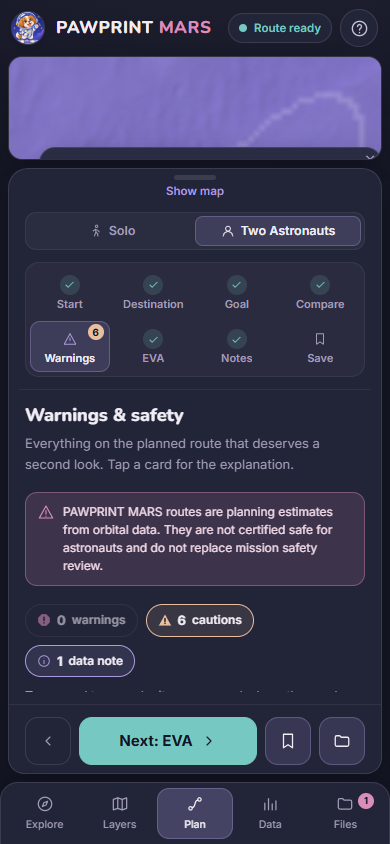 PAWPRINT MARS
Route ready
Show map
Solo
Two Astronauts
Start
Destination
Goal
Compare
6
Warnings
EVA
Notes
Save
Warnings & safety
Everything on the planned route that deserves a
second look. Tap a card for the explanation.
PAWPRINT MARS routes are planning estimates
from orbital data. They are not certified safe for
astronauts and do not replace mission safety
review.
0 warnings
6 cautions
1 data note
Next: EVA
Explore
Layers
Plan
Data
Files
1